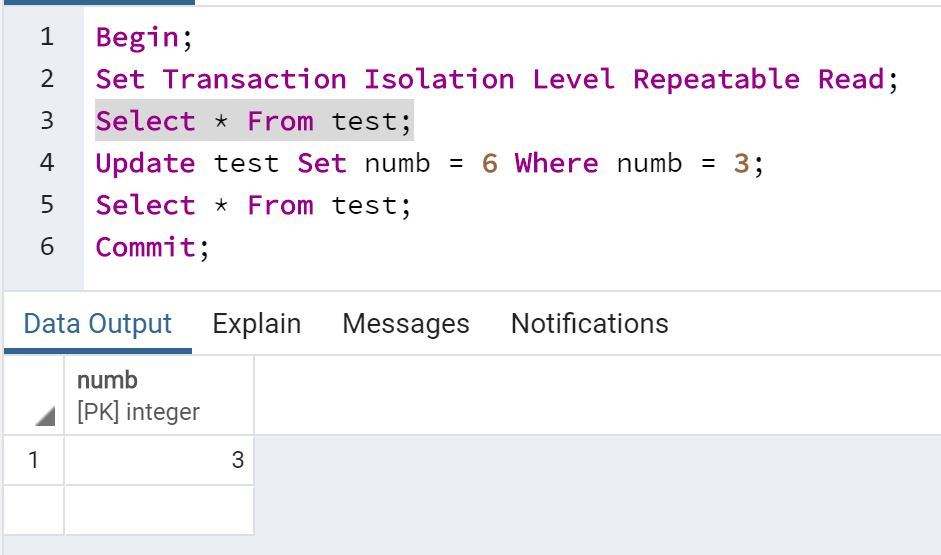 1 Begin;
2 Set Transaction Isolation Level Repeatable Read;
3 Select * From test;
4 Update test Set numb = 6 Where numb = 3;
5 Select * From test;
6 Commit;
Data Output Explain Messages Notifications
numb
[PK] integer
1 3